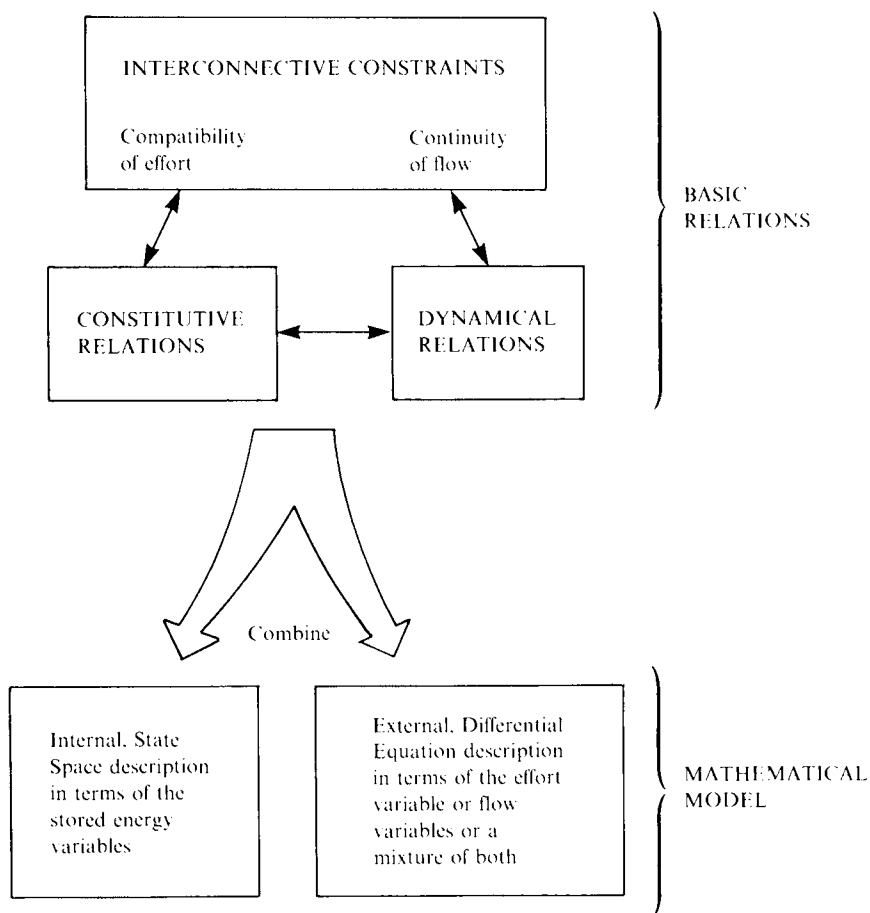 INTERCONNECTIVE CONSTRAINTS
Compatibility
of effort
Continuity
of flow
BASIC
RELATIONS
CONSTITUTIVE
RELATIONS
DYNAMICAL
RELATIONS
Combine
Internal, State
Space description
in terms of the
stored energy
variables
External, Differential
Equation description
in terms of the effort
variable or flow
variables or a
mixture of both
MATHEMATICAL
MODEL